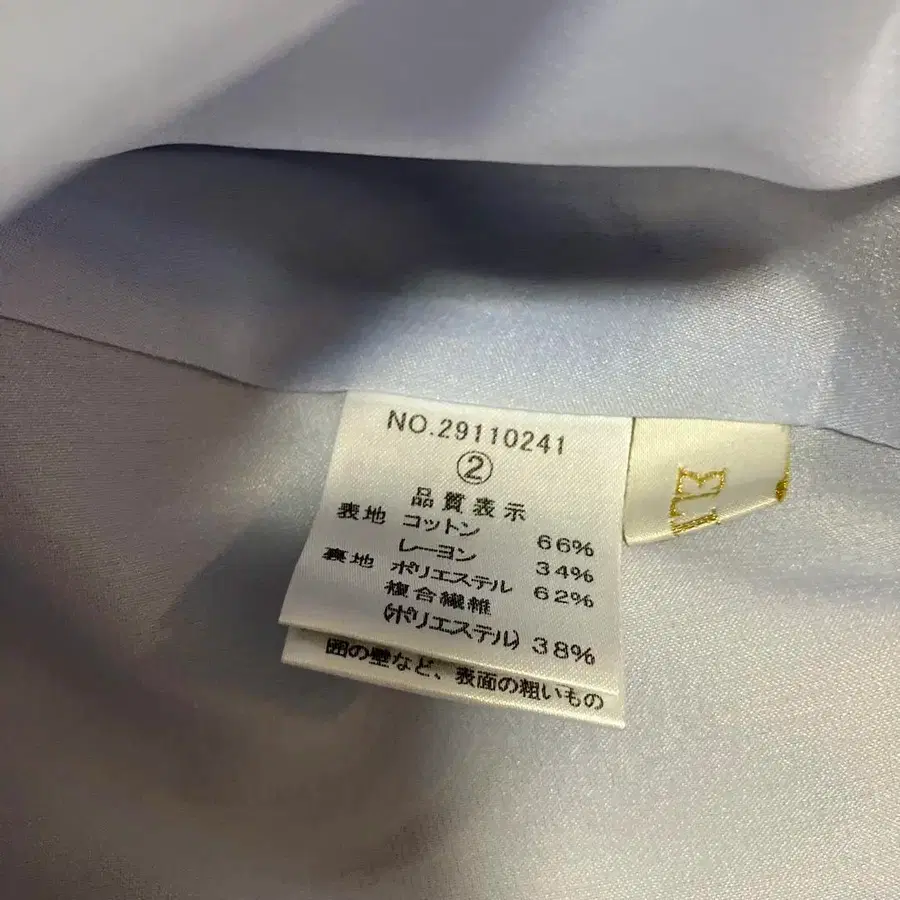 NO.29110241
②
品質表示
表地 コットン 66%
レーヨン 34%
裏地 ポリエステル 62%
複合繊維
(ポリエステル) 38%
囲の壁など、表面の粗いもの